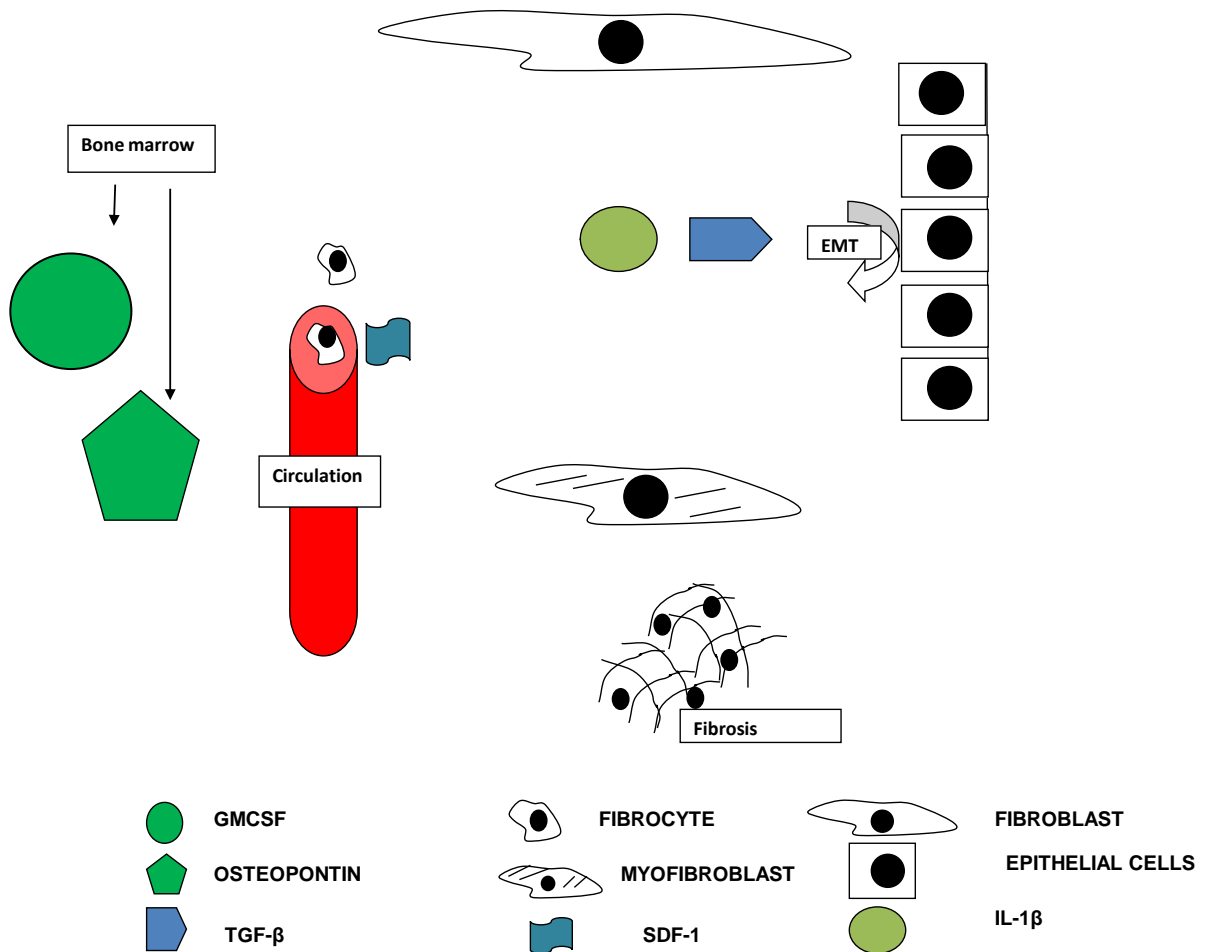 Bone marrow
EMT
Circulation
Fibrosis
GMCSF
FIBROCYTE
FIBROBLAST
OSTEOPONTIN
MYOFIBROBLAST
EPITHELIAL CELLS
TGF-β
SDF-1
IL-1β